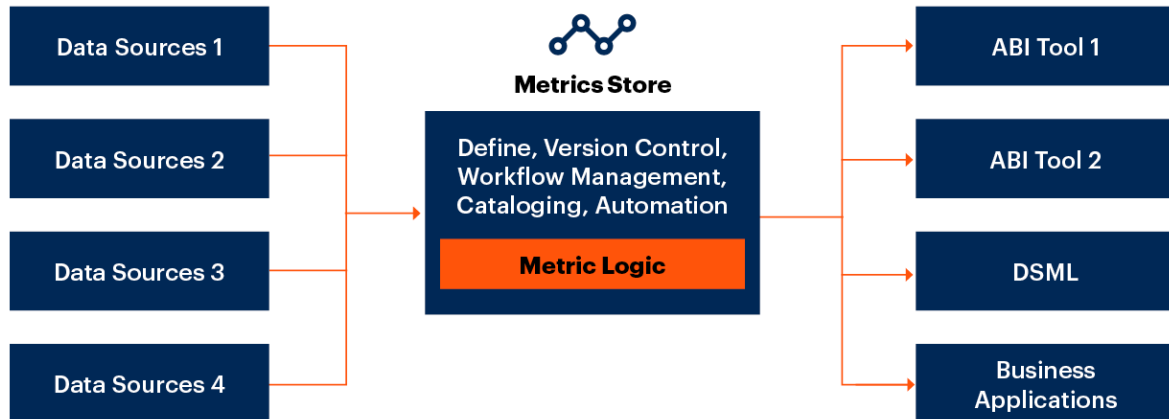 Data Sources 1
Data Sources 2
Data Sources 3
Data Sources 4
Metrics Store
Define, Version Control,
Workflow Management,
Cataloging, Automation
Metric Logic
ABI Tool 1
ABI Tool 2
DSML
Business
Applications